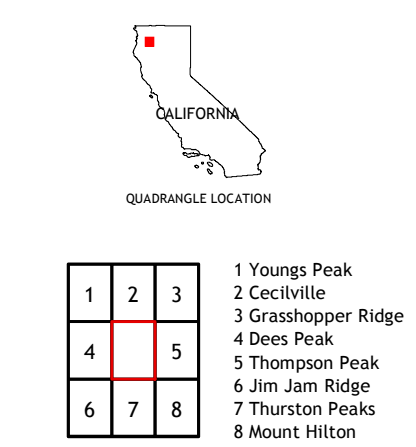 CALIFORNIA
QUADRANGLE LOCATION
1 2 3
4 5
6 7 8
1 Youngs Peak
2 Cecilville
3 Grasshopper Ridge
4 Dees Peak
5 Thompson Peak
6 Jim Jam Ridge
7 Thurston Peaks
8 Mount Hilton